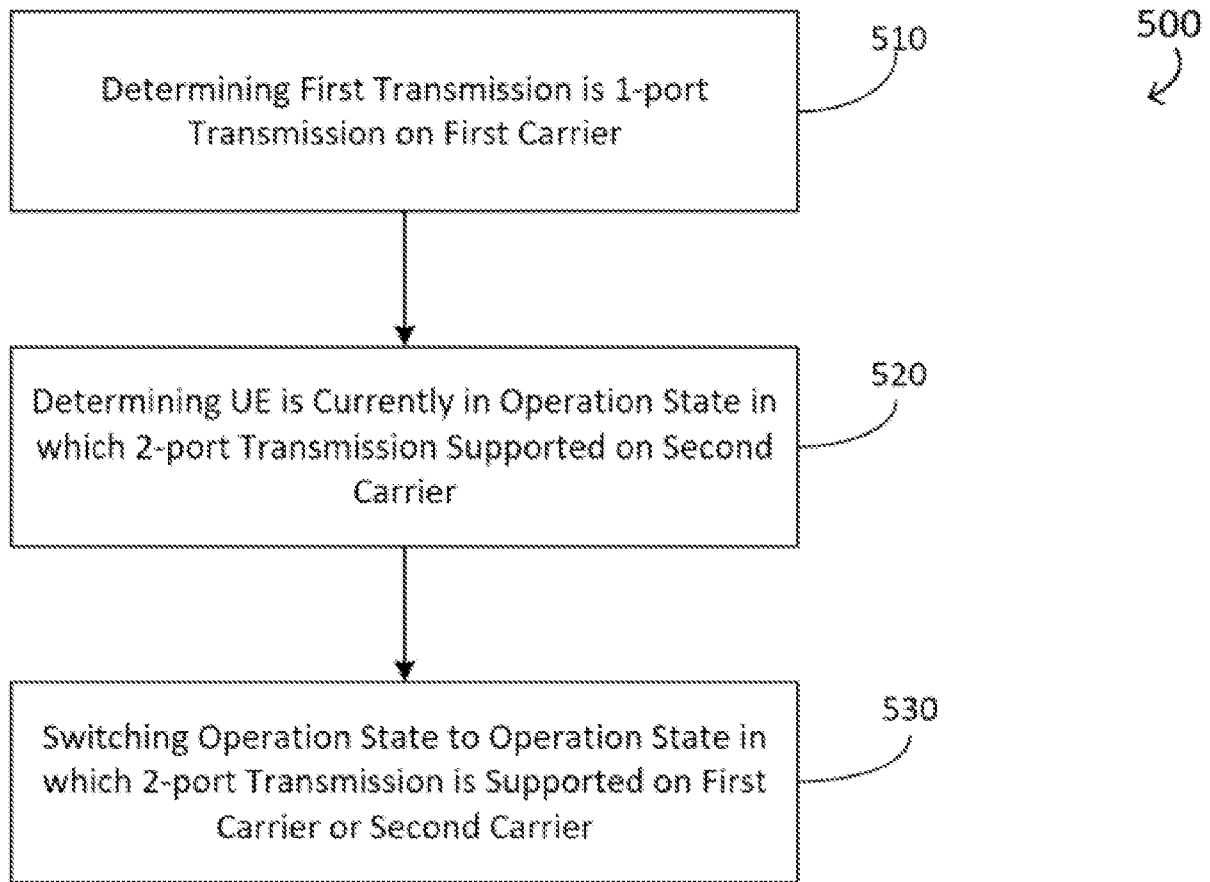 500
510
Determining First Transmission is 1-port
Transmission on First Carrier
520
Determining UE is Currently in Operation State in
which 2-port Transmission Supported on Second
Carrier
530
Switching Operation State to Operation State in
which 2-port Transmission is Supported on First
Carrier or Second Carrier